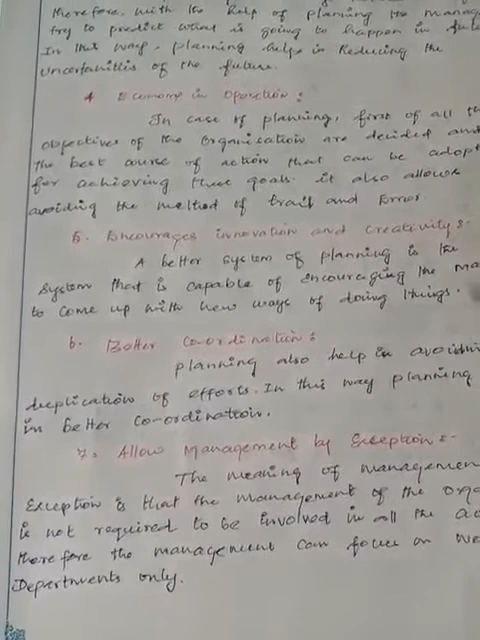 therefore, with the help of planning the manag
try to predict what is going to happen in futu
In that way, planning helps in Reducing the
uncertanitis of the future.
4 Economy in Operation :
In case of planning, first of all th
objectives of the Organisation are decided and
the best course of action that can be adopt
for achieving these goals. it also allows
avoiding the method of trail and Error.
5. Encourages innovation and Creativity :-
A better system of planning is the
system that is capable of encouraging the ma
to come up with new ways of doing things.
6. Better Co-ordination :
planning also help in avoidin
duplication of efforts. In this way planning
in better co-ordination.
7. Allow Management by Exception :-
The meaning of managemen
Exception is that the management of the orga
is not required to be involved in all the ac
therefore the management can focus on
Departments only.